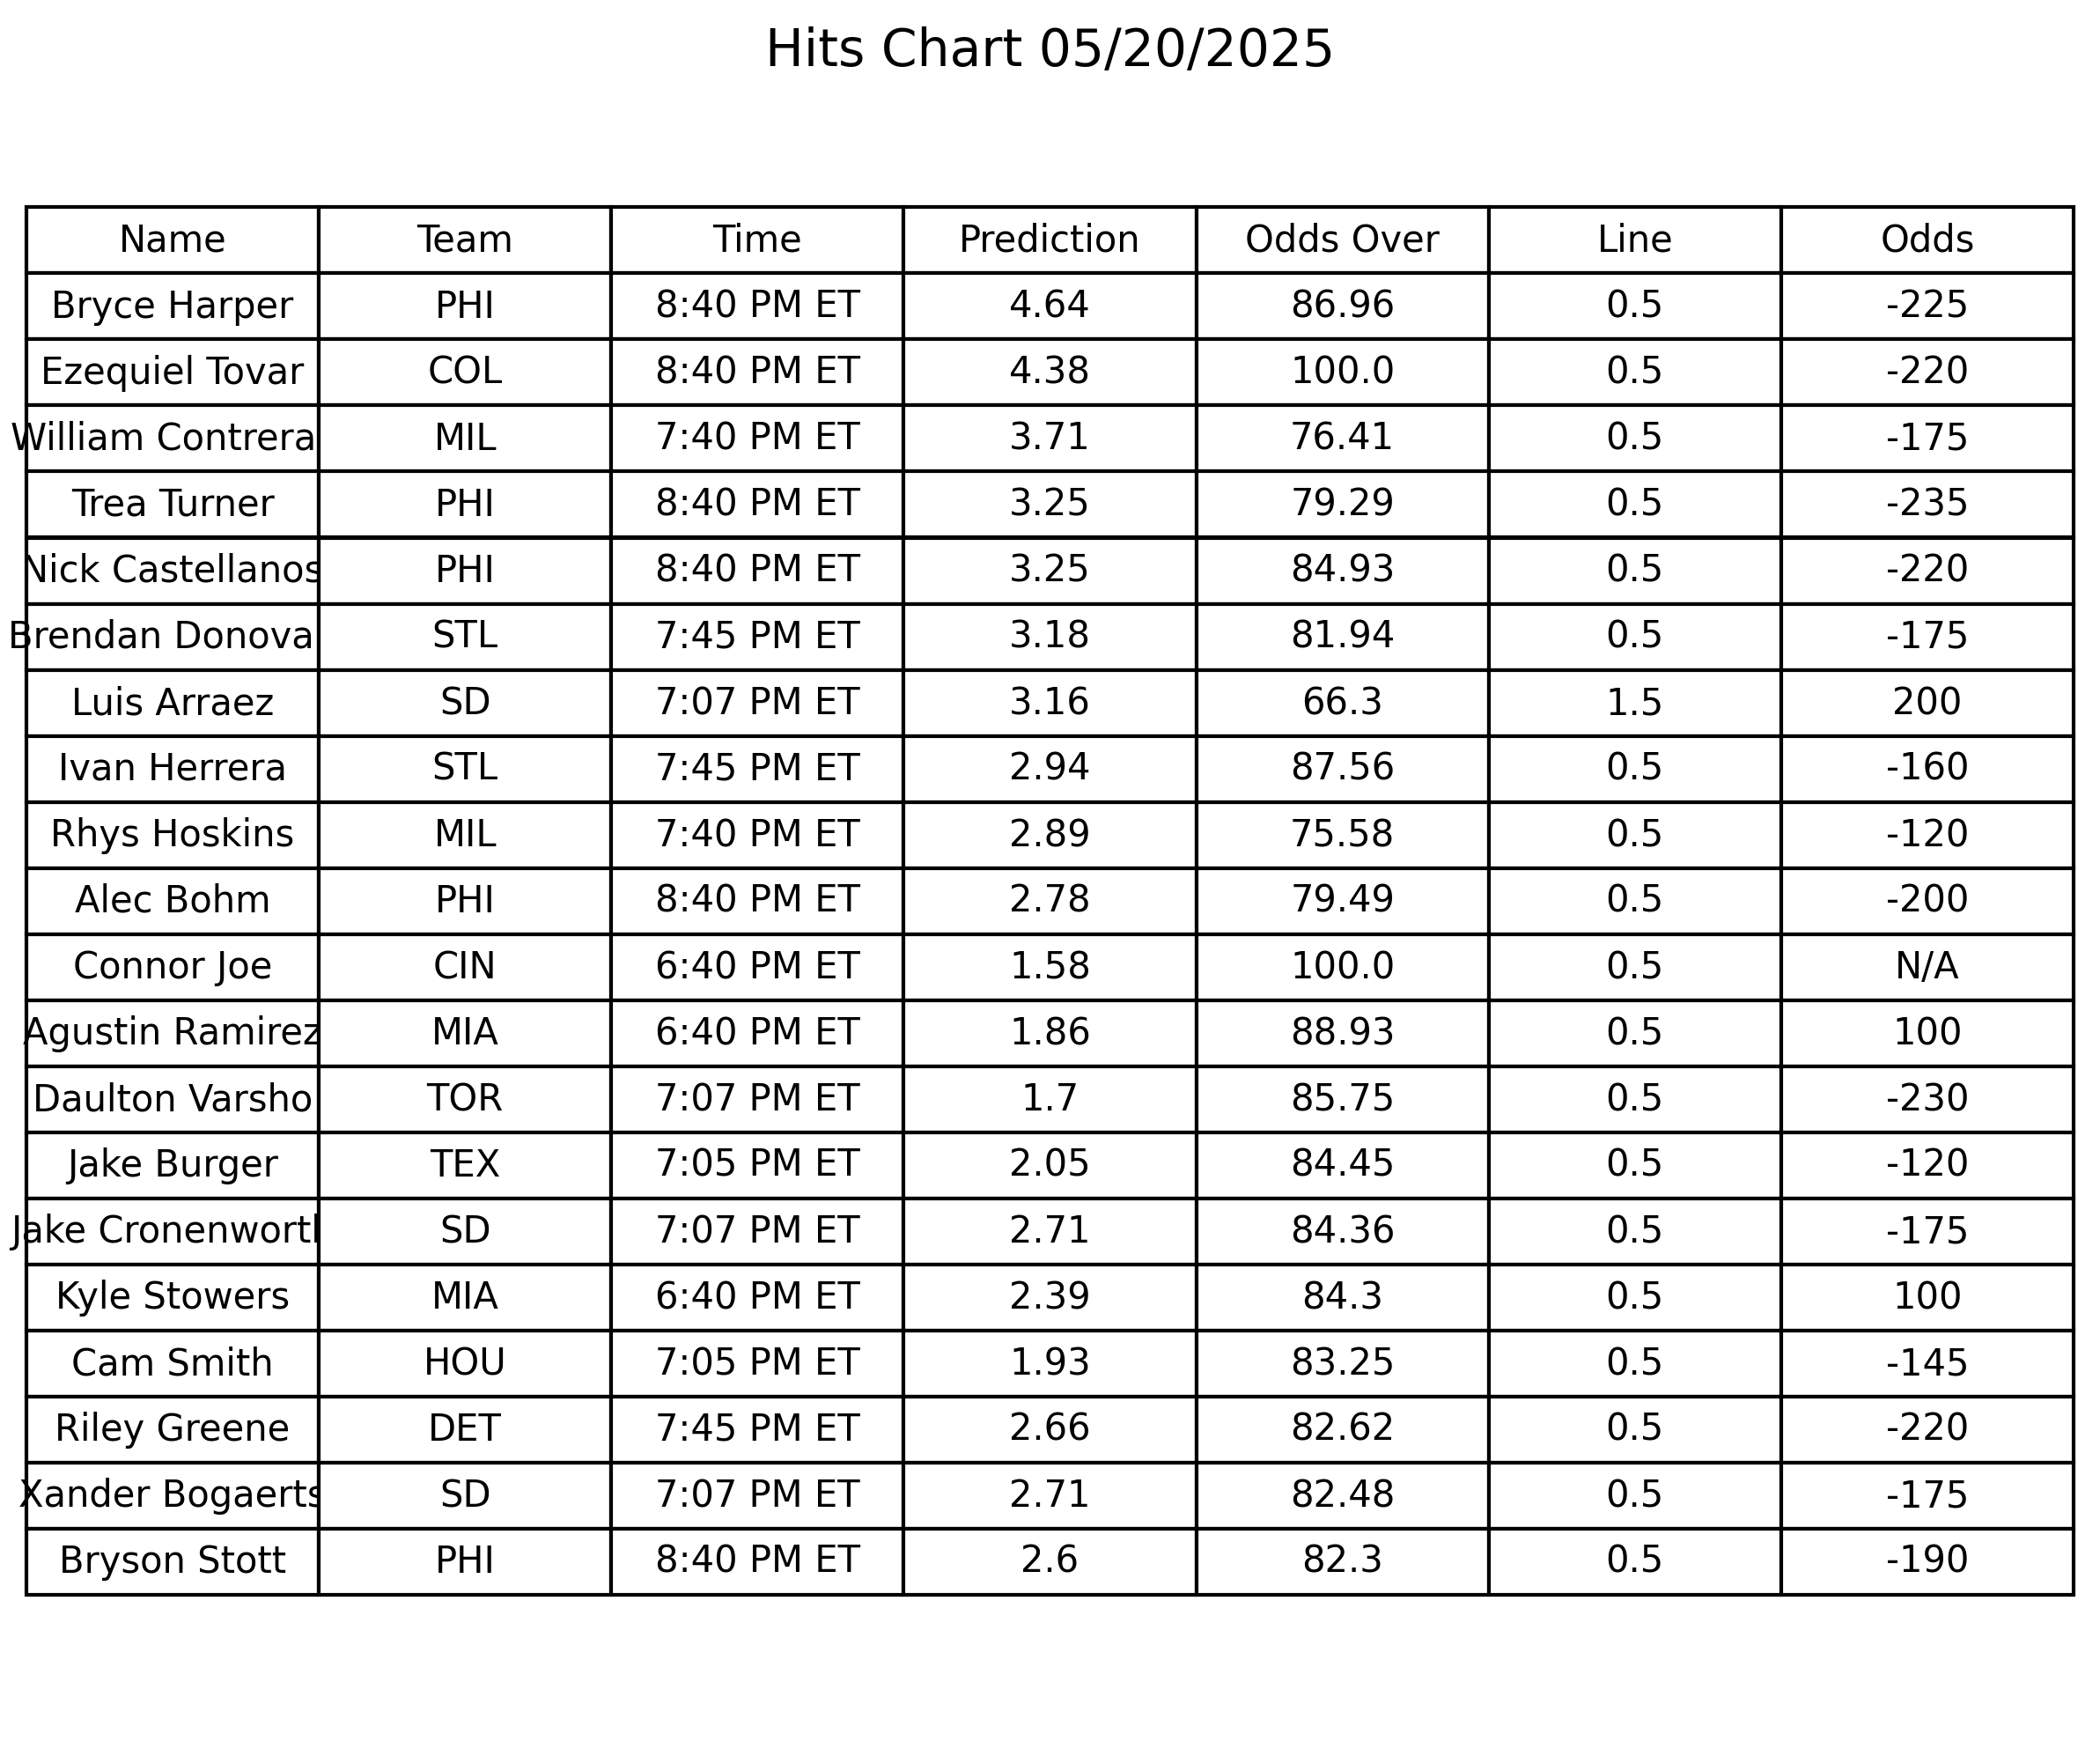 Hits Chart 05/20/2025
Name Team Time Prediction Odds Over Line Odds
Bryce Harper PHI 8:40 PM ET 4.64 86.96 0.5 -225
Ezequiel Tovar COL 8:40 PM ET 4.38 100.0 0.5 -220
William Contrera MIL 7:40 PM ET 3.71 76.41 0.5 -175
Trea Turner PHI 8:40 PM ET 3.25 79.29 0.5 -235
Nick Castellanos PHI 8:40 PM ET 3.25 84.93 0.5 -220
Brendan Donova STL 7:45 PM ET 3.18 81.94 0.5 -175
Luis Arraez SD 7:07 PM ET 3.16 66.3 1.5 200
Ivan Herrera STL 7:45 PM ET 2.94 87.56 0.5 -160
Rhys Hoskins MIL 7:40 PM ET 2.89 75.58 0.5 -120
Alec Bohm PHI 8:40 PM ET 2.78 79.49 0.5 -200
Connor Joe CIN 6:40 PM ET 1.58 100.0 0.5 N/A
Agustin Ramirez MIA 6:40 PM ET 1.86 88.93 0.5 100
Daulton Varsho TOR 7:07 PM ET 1.7 85.75 0.5 -230
Jake Burger TEX 7:05 PM ET 2.05 84.45 0.5 -120
Jake Cronenworth SD 7:07 PM ET 2.71 84.36 0.5 -175
Kyle Stowers MIA 6:40 PM ET 2.39 84.3 0.5 100
Cam Smith HOU 7:05 PM ET 1.93 83.25 0.5 -145
Riley Greene DET 7:45 PM ET 2.66 82.62 0.5 -220
Xander Bogaerts SD 7:07 PM ET 2.71 82.48 0.5 -175
Bryson Stott PHI 8:40 PM ET 2.6 82.3 0.5 -190